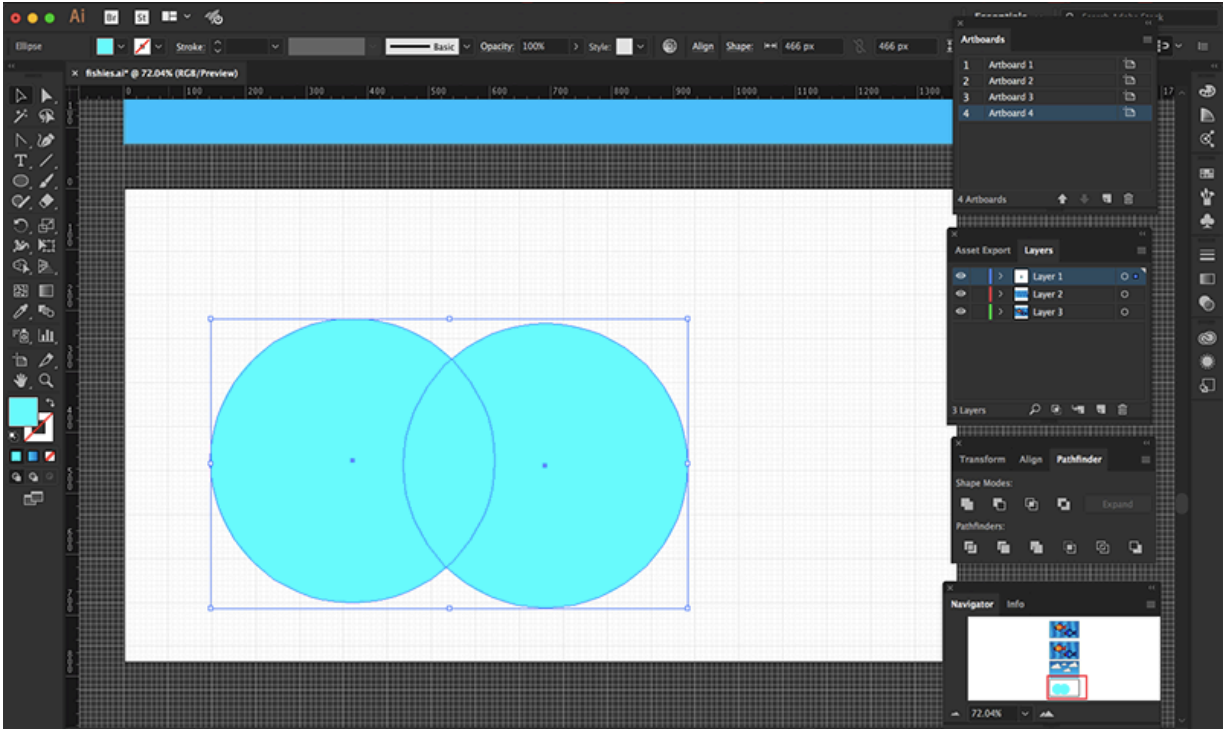 Ai Br St
Ellipse Stroke: Basic Opacity: 100% Style: Align Shape: 466 px 466 px
× fishies.ai* @ 72.04% (RGB/Preview)
0 100 200 300 400 500 600 700 800 900 1000 1100 1200 1300 17
Artboards
1 Artboard 1
2 Artboard 2
3 Artboard 3
4 Artboard 4
4 Artboards
Asset Export Layers
Layer 1
Layer 2
Layer 3
3 Layers
Transform Align Pathfinder
Shape Modes:
Expand
Pathfinders:
Navigator Info
72.04%